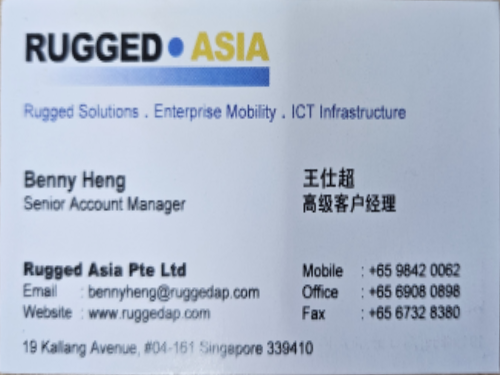 RUGGED • ASIA
Rugged Solutions . Enterprise Mobility . ICT Infrastructure
Benny Heng
Senior Account Manager
王仕超
高级客户经理
Rugged Asia Pte Ltd
Email : bennyheng@ruggedap.com
Website : www.ruggedap.com
Mobile : +65 9842 0062
Office : +65 6908 0898
Fax : +65 6732 8380
19 Kallang Avenue, #04-161 Singapore 339410